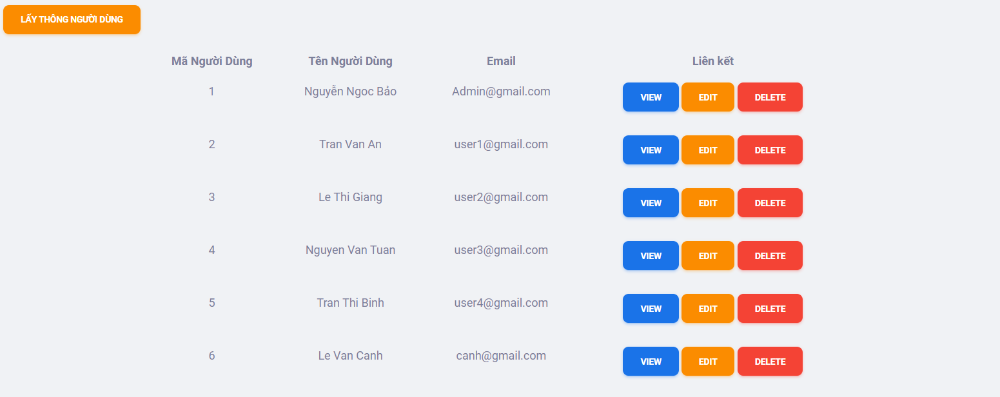 LẤY THÔNG NGƯỜI DÙNG
Mã Người Dùng Tên Người Dùng Email Liên kết
1 Nguyễn Ngoc Bảo Admin@gmail.com VIEW EDIT DELETE
2 Tran Van An user1@gmail.com VIEW EDIT DELETE
3 Le Thi Giang user2@gmail.com VIEW EDIT DELETE
4 Nguyen Van Tuan user3@gmail.com VIEW EDIT DELETE
5 Tran Thi Binh user4@gmail.com VIEW EDIT DELETE
6 Le Van Canh canh@gmail.com VIEW EDIT DELETE